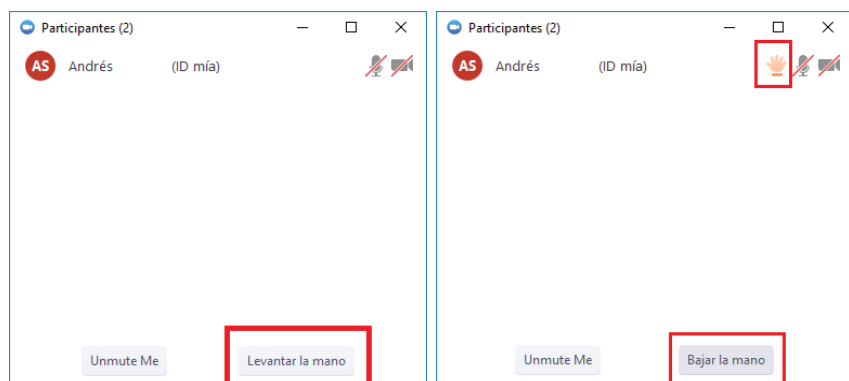 Participantes (2)
AS Andrés (ID mía)
Unmute Me Levantar la mano
Participantes (2)
AS Andrés (ID mía)
Unmute Me Bajar la mano